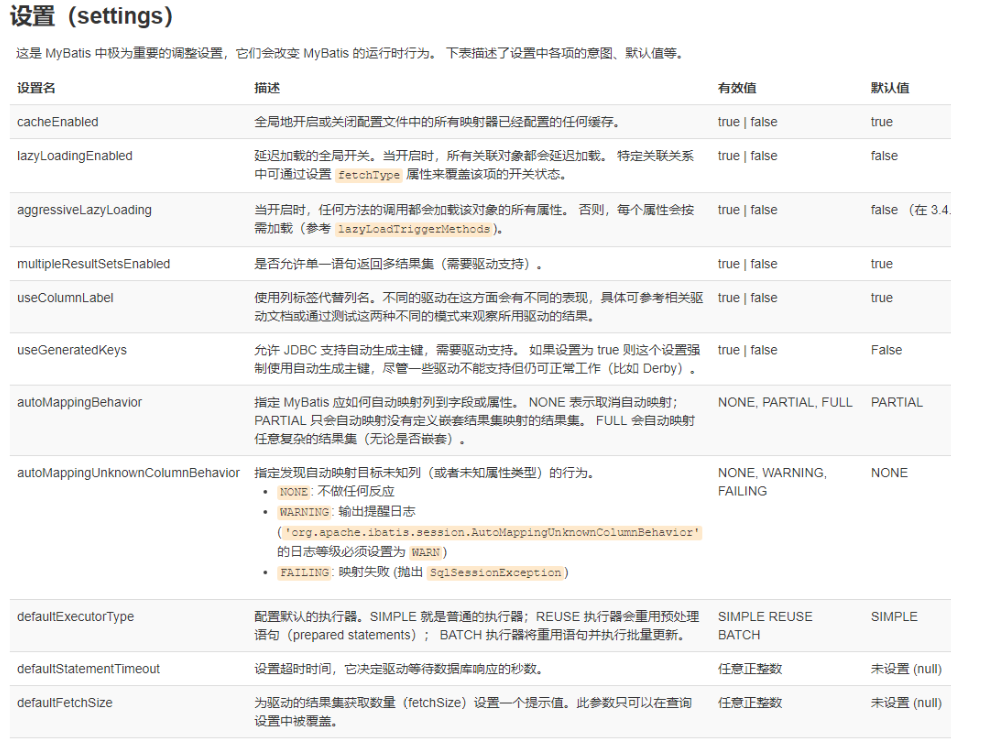 设置（settings）
这是 MyBatis 中极为重要的调整设置，它们会改变 MyBatis 的运行时行为。 下表描述了设置中各项的意图、默认值等。
设置名 描述 有效值 默认值
cacheEnabled 全局地开启或关闭配置文件中的所有映射器已经配置的任何缓存。 true | false true
lazyLoadingEnabled 延迟加载的全局开关。当开启时，所有关联对象都会延迟加载。 特定关联关系 true | false false
中可通过设置 fetchType 属性来覆盖该项的开关状态。
aggressiveLazyLoading 当开启时，任何方法的调用都会加载该对象的所有属性。 否则，每个属性会按 true | false false （在 3.4.
需加载（参考 lazyLoadTriggerMethods)。
multipleResultSetsEnabled 是否允许单一语句返回多结果集（需要驱动支持）。 true | false true
useColumnLabel 使用列标签代替列名。不同的驱动在这方面会有不同的表现，具体可参考相关驱 true | false true
动文档或通过测试这两种不同的模式来观察所用驱动的结果。
useGeneratedKeys 允许 JDBC 支持自动生成主键，需要驱动支持。 如果设置为 true 则这个设置强 true | false False
制使用自动生成主键，尽管一些驱动不能支持但仍可正常工作（比如 Derby）。
autoMappingBehavior 指定 MyBatis 应如何自动映射列到字段或属性。 NONE 表示取消自动映射； NONE, PARTIAL, FULL PARTIAL
PARTIAL 只会自动映射没有定义嵌套结果集映射的结果集。 FULL 会自动映射
任意复杂的结果集（无论是否嵌套）。
autoMappingUnknownColumnBehavior 指定发现自动映射目标未知列（或者未知属性类型）的行为。 NONE, WARNING, NONE
• NONE: 不做任何反应 FAILING
• WARNING: 输出提醒日志
('org.apache.ibatis.session.AutoMappingUnknownColumnBehavior'
的日志等级必须设置为 WARN)
• FAILING: 映射失败 (抛出 SqlSessionException)
defaultExecutorType 配置默认的执行器。SIMPLE 就是普通的执行器；REUSE 执行器会重用预处理 SIMPLE REUSE SIMPLE
语句（prepared statements）； BATCH 执行器将重用语句并执行批量更新。 BATCH
defaultStatementTimeout 设置超时时间，它决定驱动等待数据库响应的秒数。 任意正整数 未设置 (null)
defaultFetchSize 为驱动的结果集获取数量（fetchSize）设置一个提示值。此参数只可以在查询 任意正整数 未设置 (null)
设置中被覆盖。